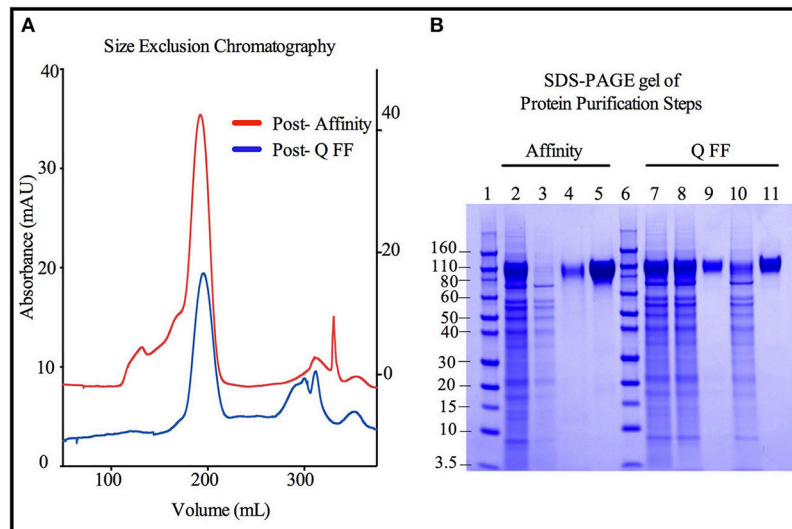 A
Size Exclusion Chromatography
40
30
20
10
0
Absorbance (mAU)
40
20
0
Post- Affinity
Post- Q FF
100
200
300
Volume (mL)
B
SDS-PAGE gel of
Protein Purification Steps
Affinity
Q FF
1 2 3 4 5 6 7 8 9 10 11
160
110
80
60
50
40
30
20
15
10
3.5